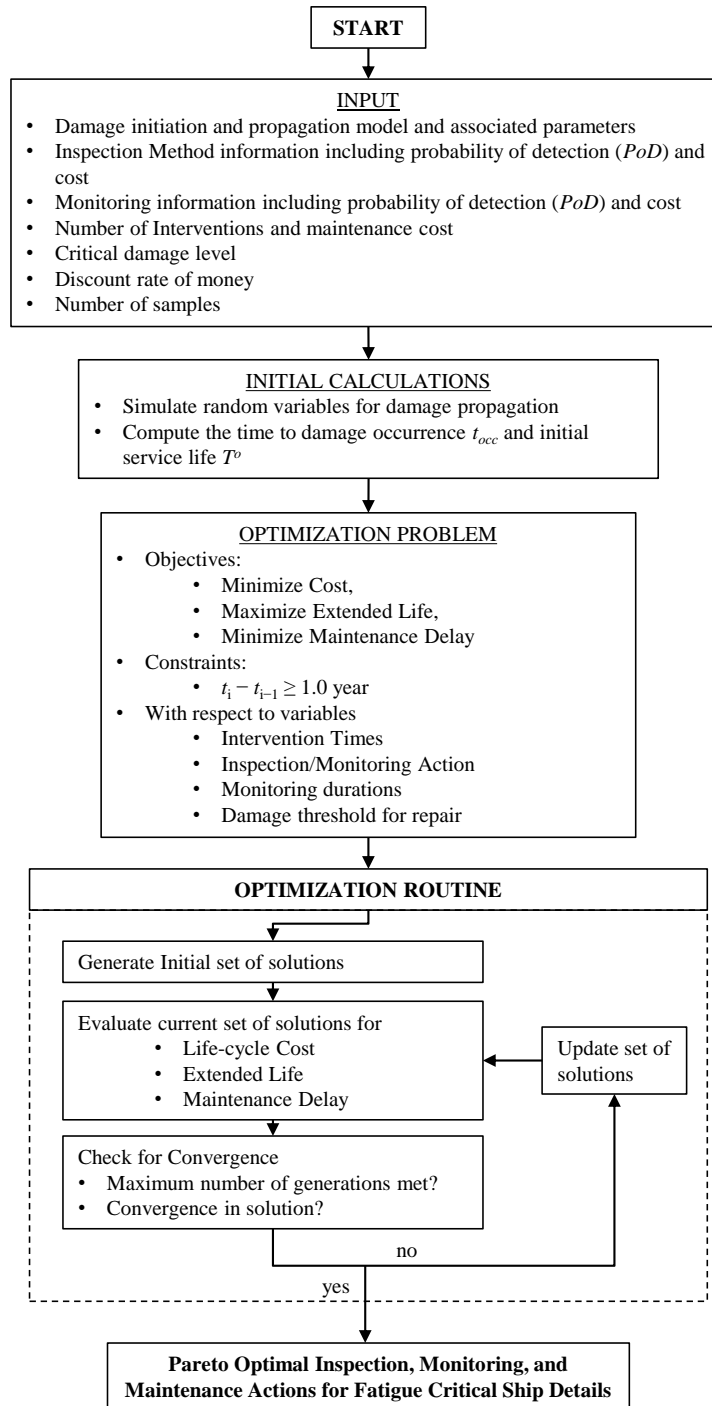 START
INPUT
• Damage initiation and propagation model and associated parameters
• Inspection Method information including probability of detection (PoD) and
cost
• Monitoring information including probability of detection (PoD) and cost
• Number of Interventions and maintenance cost
• Critical damage level
• Discount rate of money
• Number of samples
INITIAL CALCULATIONS
• Simulate random variables for damage propagation
• Compute the time to damage occurrence tocc and initial
service life To
OPTIMIZATION PROBLEM
• Objectives:
• Minimize Cost,
• Maximize Extended Life,
• Minimize Maintenance Delay
• Constraints:
• ti − ti−1 ≥ 1.0 year
• With respect to variables
• Intervention Times
• Inspection/Monitoring Action
• Monitoring durations
• Damage threshold for repair
OPTIMIZATION ROUTINE
Generate Initial set of solutions
Evaluate current set of solutions for
• Life-cycle Cost
• Extended Life
• Maintenance Delay
Update set of
solutions
Check for Convergence
• Maximum number of generations met?
• Convergence in solution?
no
yes
Pareto Optimal Inspection, Monitoring, and
Maintenance Actions for Fatigue Critical Ship Details